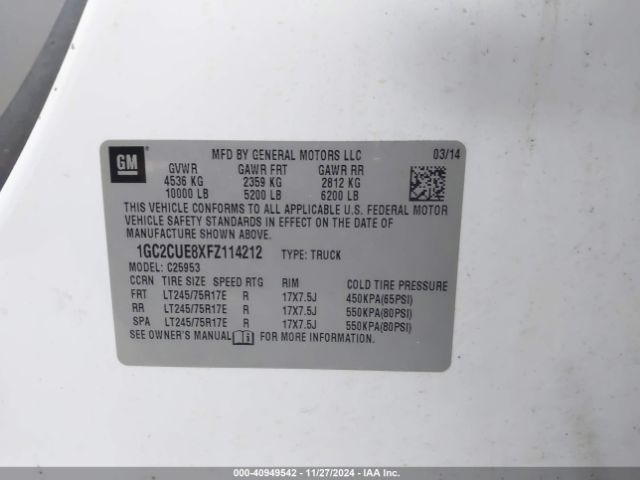 GM
MFD BY GENERAL MOTORS LLC 03/14
GVWR GAWR FRT GAWR RR
4536 KG 2359 KG 2812 KG
10000 LB 5200 LB 6200 LB
THIS VEHICLE CONFORMS TO ALL APPLICABLE U.S. FEDERAL MOTOR
VEHICLE SAFETY STANDARDS IN EFFECT ON THE DATE OF
MANUFACTURE SHOWN ABOVE.
1GC2CUE8XFZ114212 TYPE: TRUCK
MODEL: C25953
CCRN TIRE SIZE SPEED RTG RIM COLD TIRE PRESSURE
FRT LT245/75R17E R 17X7.5J 450KPA(65PSI)
RR LT245/75R17E R 17X7.5J 550KPA(80PSI)
SPA LT245/75R17E R 17X7.5J 550KPA(80PSI)
SEE OWNER'S MANUAL FOR MORE INFORMATION.
000-40949542 - 11/27/2024 - IAA Inc.